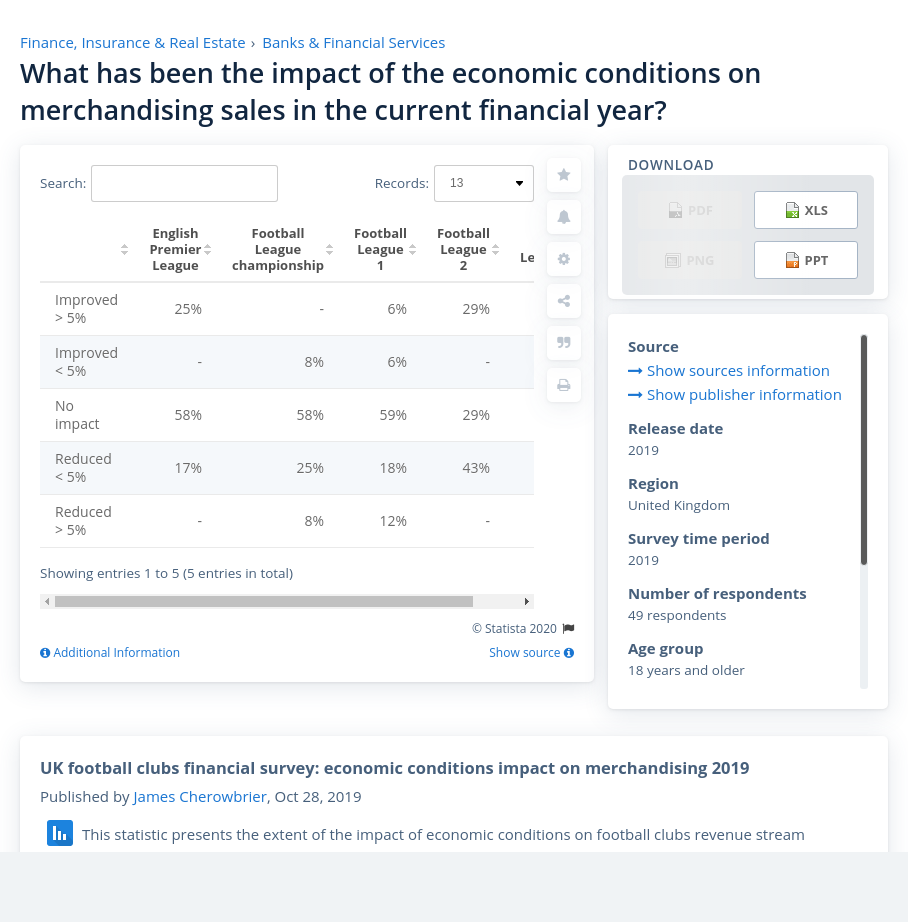 Finance, Insurance & Real Estate › Banks & Financial Services
What has been the impact of the economic conditions on
merchandising sales in the current financial year?
Search:
Records: 13
English Premier League
Football League championship
Football League 1
Football League 2
Le
Improved > 5% 25% - 6% 29%
Improved < 5% - 8% 6% -
No impact 58% 58% 59% 29%
Reduced < 5% 17% 25% 18% 43%
Reduced > 5% - 8% 12% -
Showing entries 1 to 5 (5 entries in total)
© Statista 2020
Additional Information
Show source
DOWNLOAD
PDF XLS
PNG PPT
Source
Show sources information
Show publisher information
Release date
2019
Region
United Kingdom
Survey time period
2019
Number of respondents
49 respondents
Age group
18 years and older
UK football clubs financial survey: economic conditions impact on merchandising 2019
Published by James Cherowbrier, Oct 28, 2019
This statistic presents the extent of the impact of economic conditions on football clubs revenue stream